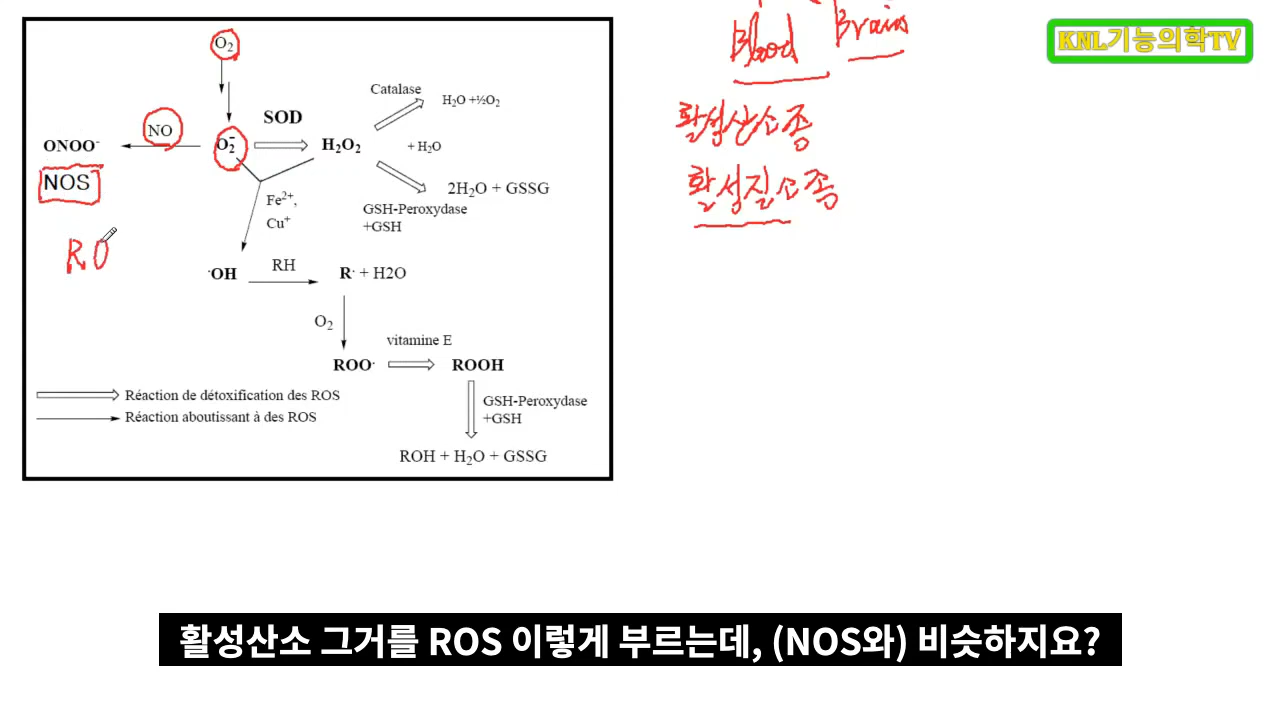 O₂
Catalase
H₂O +½O₂
SOD
NO
ONOO⁻
O₂⁻
H₂O₂
+ H₂O
NOS
2H₂O + GSSG
Fe²⁺,
Cu⁺
GSH-Peroxydase
+GSH
RO
·OH
RH
R· + H2O
O₂
vitamine E
ROO·
ROOH
Réaction de détoxification des ROS
Réaction aboutissant à des ROS
GSH-Peroxydase
+GSH
ROH + H₂O + GSSG
Blood Brain
활성산소종
활성질소종
KNL기능의학TV
활성산소 그거를 ROS 이렇게 부르는데, (NOS와) 비슷하지요?